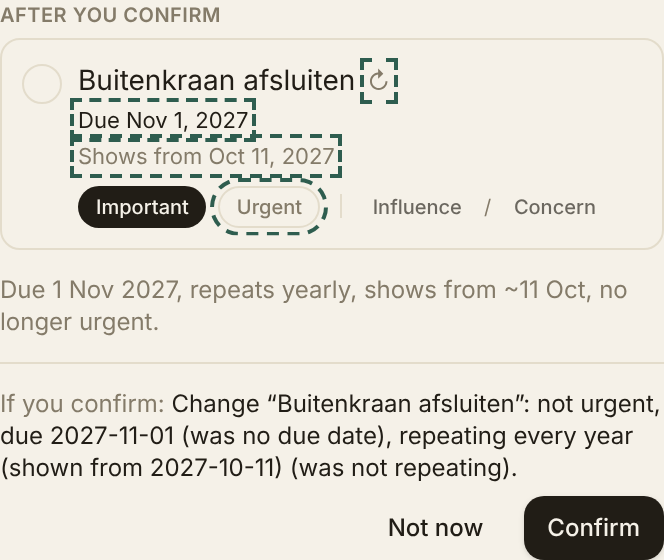 AFTER YOU CONFIRM
Buitenkraan afsluiten
Due Nov 1, 2027
Shows from Oct 11, 2027
Important Urgent Influence / Concern
Due 1 Nov 2027, repeats yearly, shows from ~11 Oct, no
longer urgent.
If you confirm: Change “Buitenkraan afsluiten”: not urgent,
due 2027-11-01 (was no due date), repeating every year
(shown from 2027-10-11) (was not repeating).
Not now Confirm